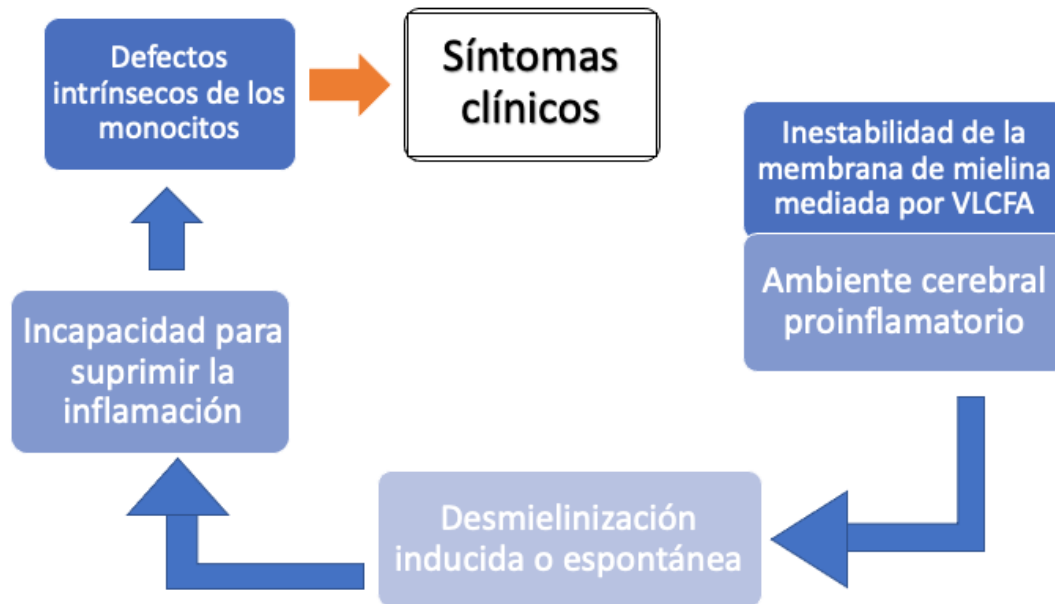 Defectos
intrínsecos de los
monocitos
Síntomas
clínicos
Inestabilidad de la
membrana de mielina
mediada por VLCFA
Ambiente cerebral
proinflamatorio
Incapacidad para
suprimir la
inflamación
Desmielinización
inducida o espontánea